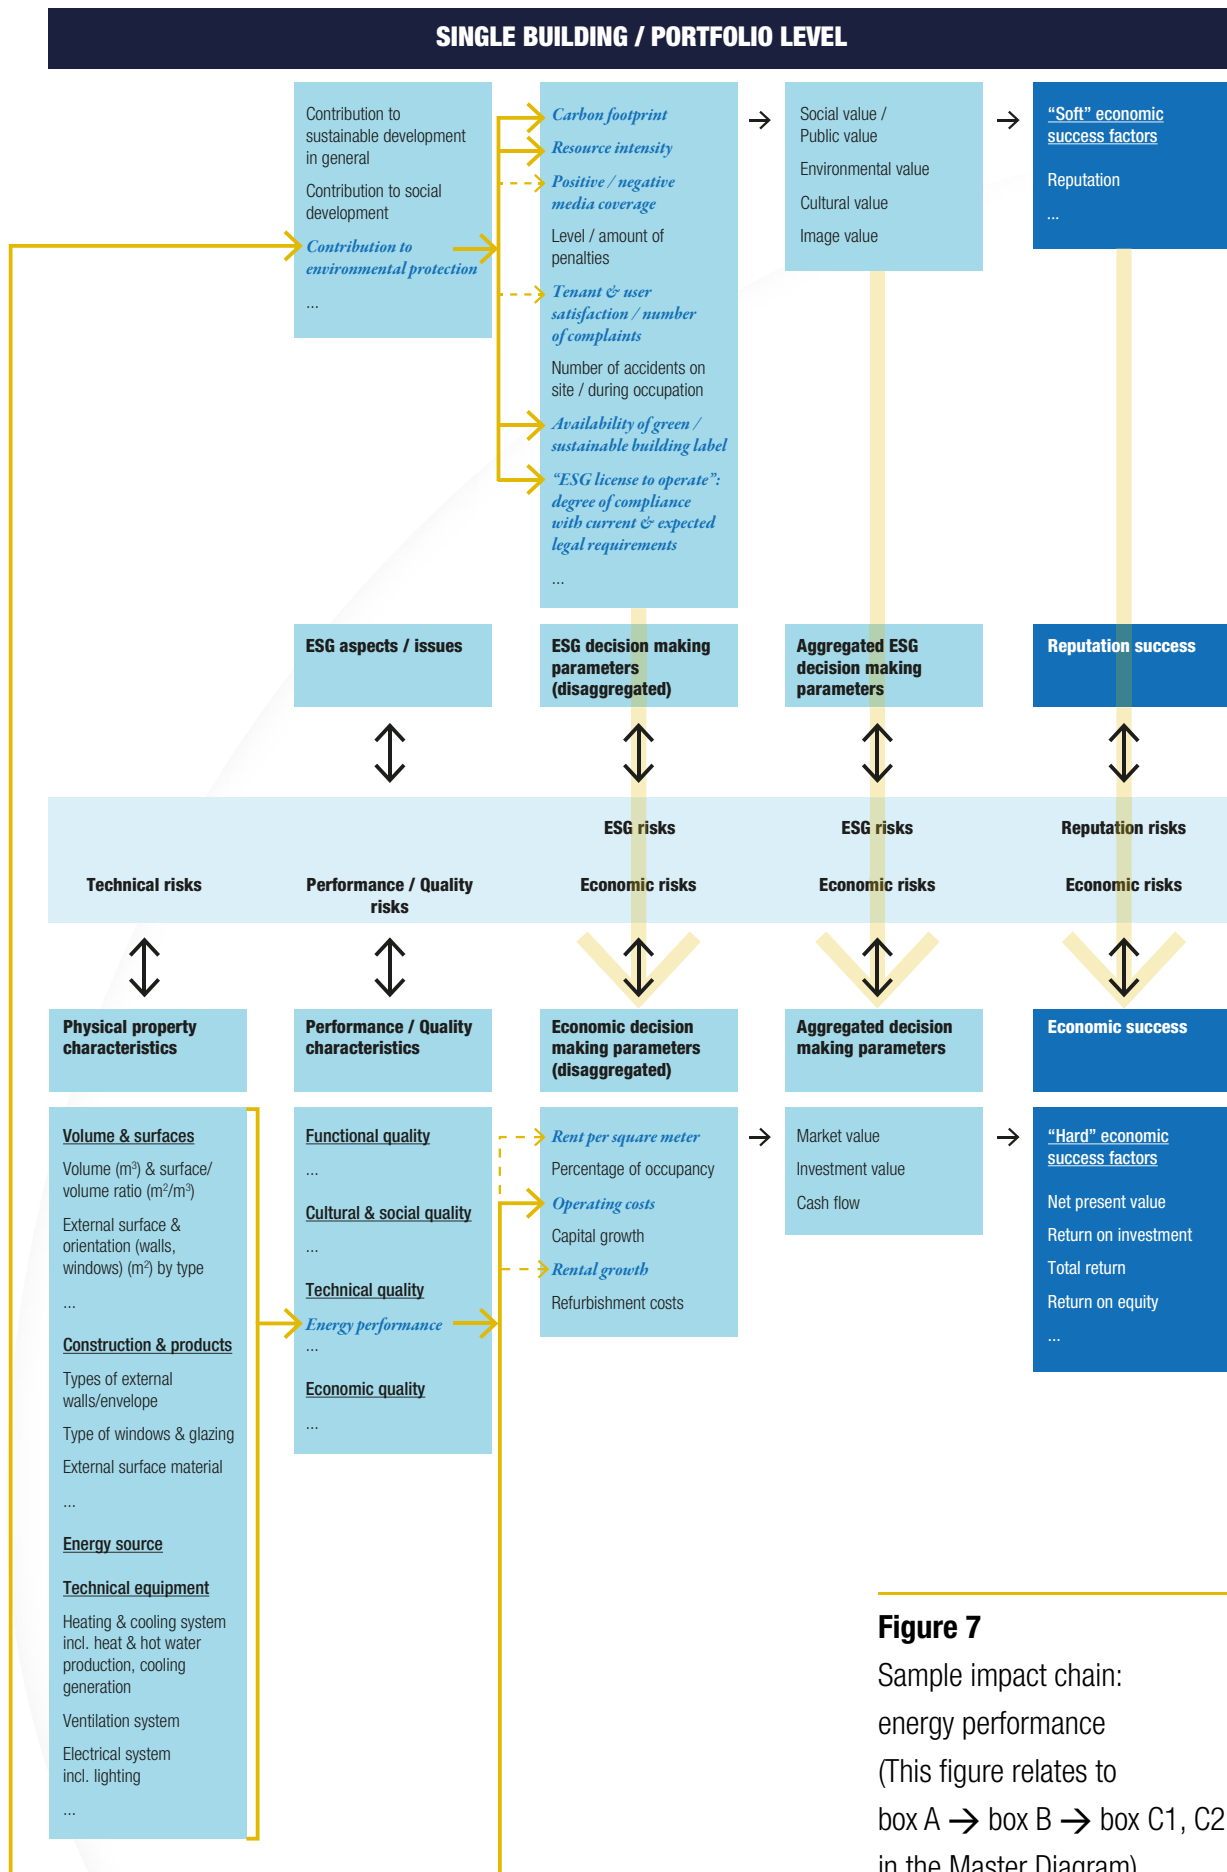 SINGLE BUILDING / PORTFOLIO LEVEL
Contribution to
sustainable development
in general
Contribution to social
development
Contribution to
environmental protection
...
Carbon footprint
Resource intensity
Positive / negative
media coverage
Level / amount of
penalties
Tenant & user
satisfaction / number
of complaints
Number of accidents on
site / during occupation
Availability of green /
sustainable building label
“ESG license to operate”:
degree of compliance
with current & expected
legal requirements
...
Social value /
Public value
Environmental value
Cultural value
Image value
“Soft” economic
success factors
Reputation
...
ESG aspects / issues
ESG decision making
parameters
(disaggregated)
Aggregated ESG
decision making
parameters
Reputation success
ESG risks
ESG risks
Reputation risks
Technical risks
Performance / Quality
risks
Economic risks
Economic risks
Economic risks
Physical property
characteristics
Performance / Quality
characteristics
Economic decision
making parameters
(disaggregated)
Aggregated decision
making parameters
Economic success
Volume & surfaces
Volume (m³) & surface/
volume ratio (m²/m³)
External surface &
orientation (walls,
windows) (m²) by type
...
Construction & products
Types of external
walls/envelope
Type of windows & glazing
External surface material
...
Energy source
Technical equipment
Heating & cooling system
incl. heat & hot water
production, cooling
generation
Ventilation system
Electrical system
incl. lighting
...
Functional quality
...
Cultural & social quality
...
Technical quality
Energy performance
...
Economic quality
...
Rent per square meter
Percentage of occupancy
Operating costs
Capital growth
Rental growth
Refurbishment costs
Market value
Investment value
Cash flow
“Hard” economic
success factors
Net present value
Return on investment
Total return
Return on equity
...
Figure 7
Sample impact chain:
energy performance
(This figure relates to
box A → box B → box C1, C2
in the Master Diagram)